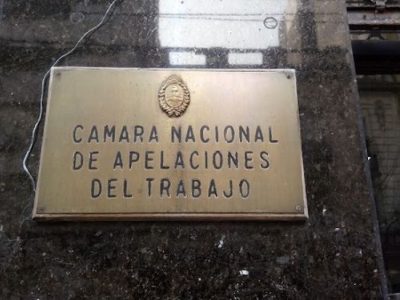 CAMARA NACIONAL
DE APELACIONES
DEL TRABAJO